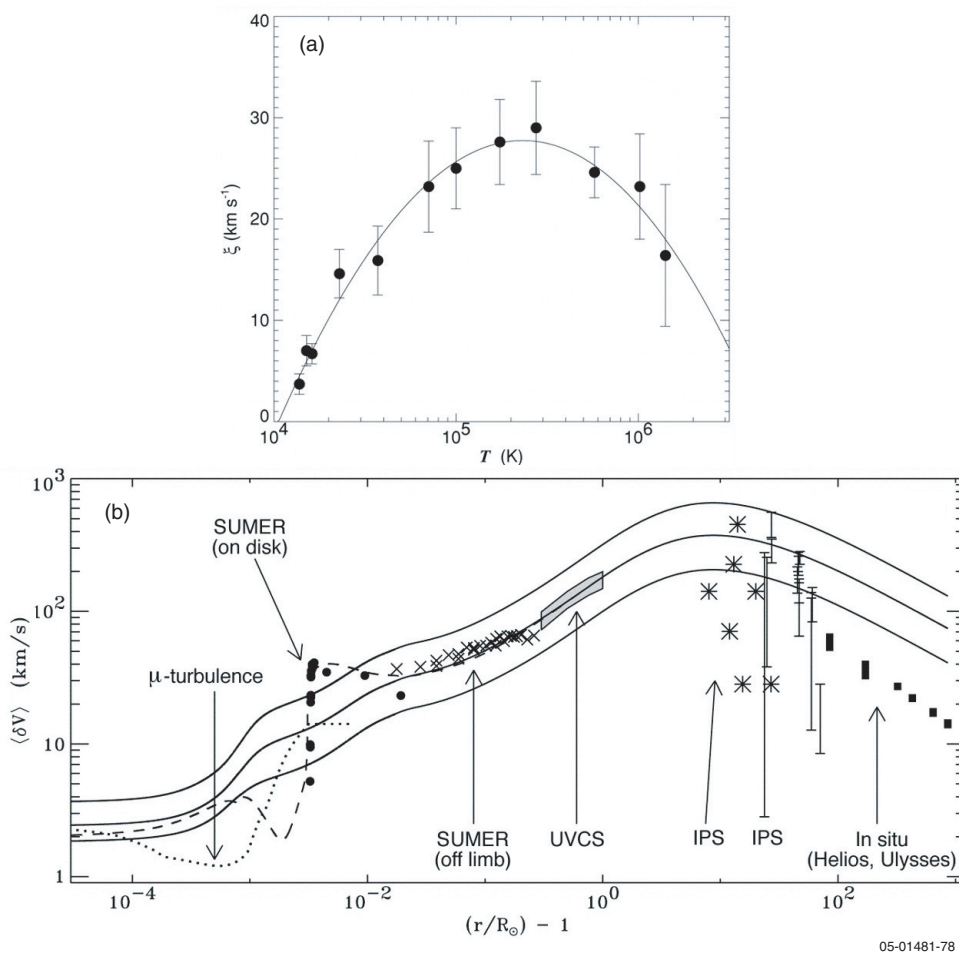 40
(a)
30
ξ (km s⁻¹)
20
10
0
10⁴
10⁵
10⁶
T (K)
10³
(b)
SUMER
(on disk)
10²
μ-turbulence
⟨δV⟩ (km/s)
10
SUMER
(off limb)
UVCS
IPS
IPS
In situ
(Helios, Ulysses)
1
10⁻⁴
10⁻²
10⁰
10²
(r/R☉) − 1
05-01481-78